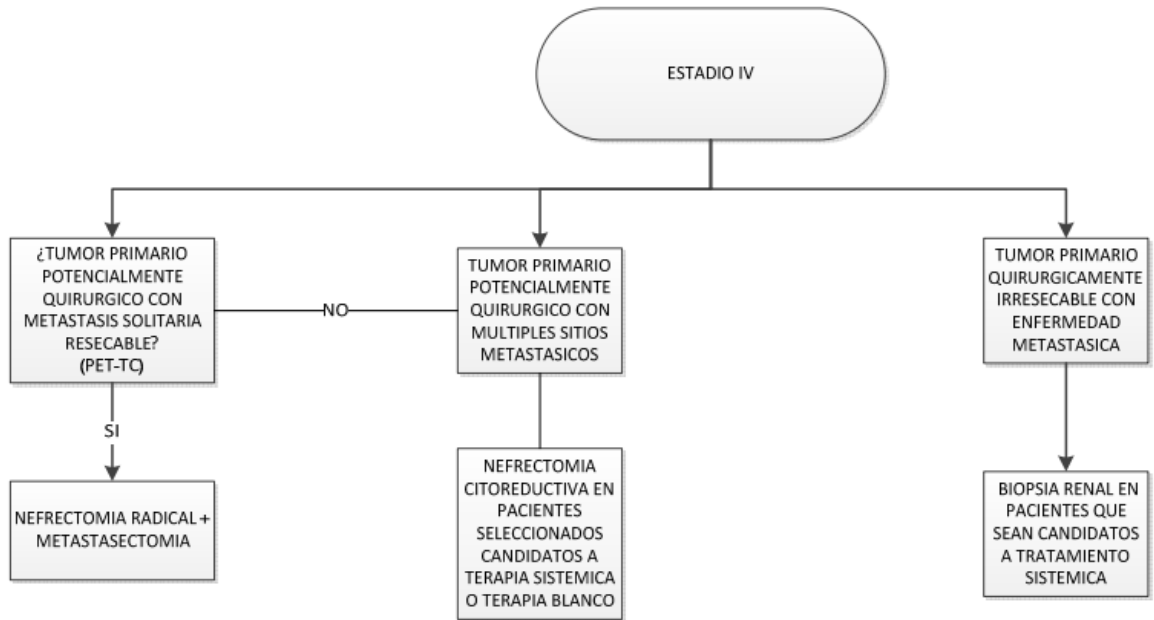 ESTADIO IV
¿TUMOR PRIMARIO
POTENCIALMENTE
QUIRURGICO CON
METASTASIS SOLITARIA
RESECABLE?
(PET-TC)
NO
TUMOR PRIMARIO
POTENCIALMENTE
QUIRURGICO CON
MULTIPLES SITIOS
METASTASICOS
TUMOR PRIMARIO
QUIRURGICAMENTE
IRRESECABLE CON
ENFERMEDAD
METASTASICA
SI
NEFRECTOMIA RADICAL +
METASTASECTOMIA
NEFRECTOMIA
CITOREDUCTIVA EN
PACIENTES
SELECCIONADOS
CANDIDATOS A
TERAPIA SISTEMICA
O TERAPIA BLANCO
BIOPSIA RENAL EN
PACIENTES QUE
SEAN CANDIDATOS
A TRATAMIENTO
SISTEMICA